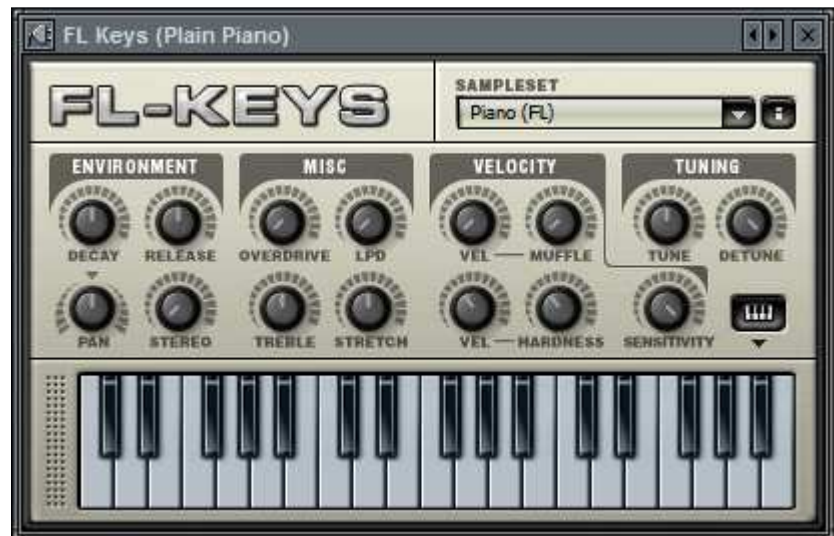 FL Keys (Plain Piano)
FL-KEYS
SAMPLESET
Piano (FL)
ENVIRONMENT MISC VELOCITY TUNING
DECAY RELEASE OVERDRIVE LPD VEL MUFFLE TUNE DETUNE
PAN STEREO TREBLE STRETCH VEL HARDNESS SENSITIVITY